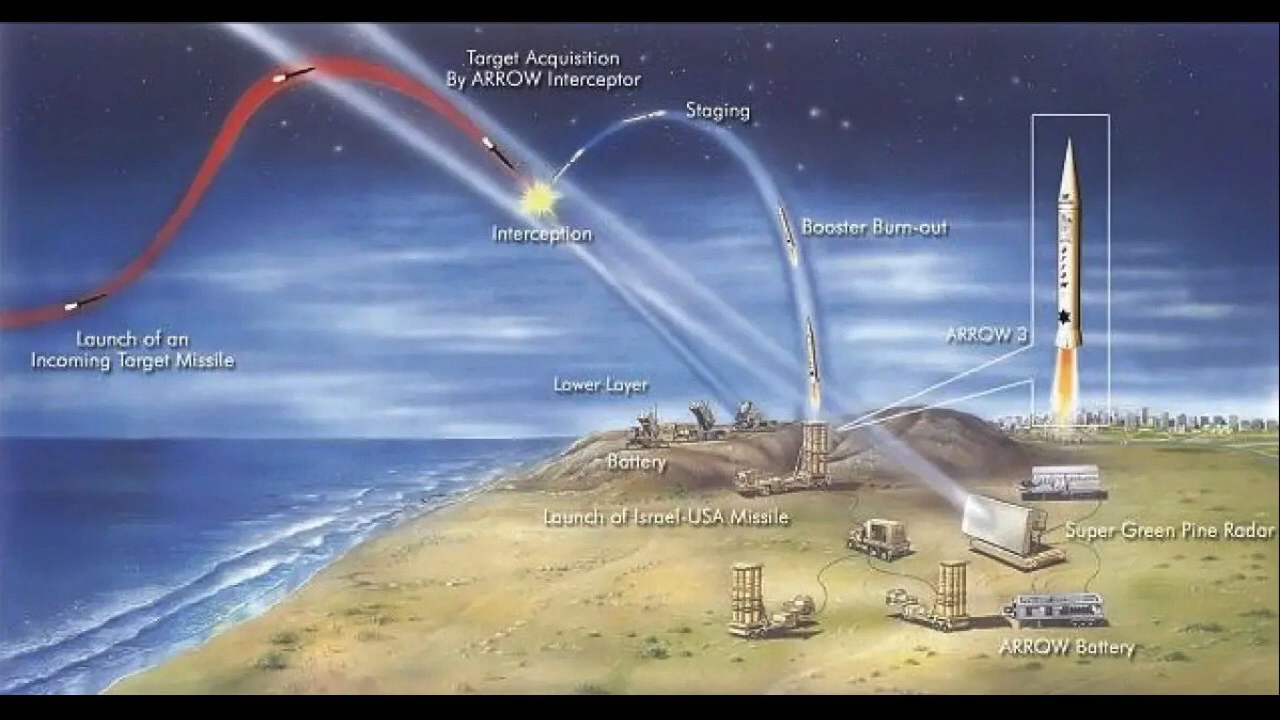 Target Acquisition
By ARROW Interceptor
Staging
Booster Burn-out
Interception
Launch of an
Incoming Target Missile
ARROW 3
Lower Layer
Battery
Launch of Israel-USA Missile
Super Green Pine Radar
ARROW Battery